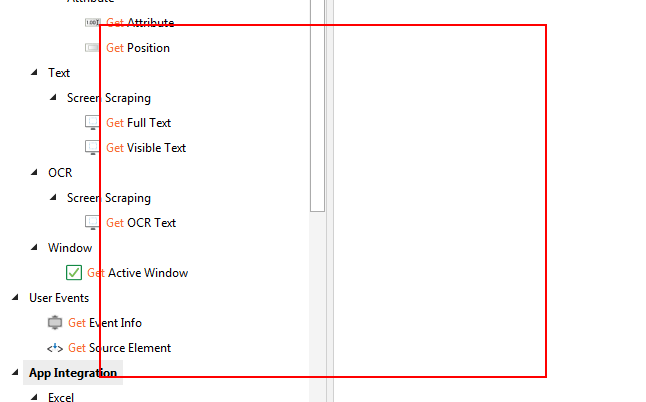 Attribute
Get Attribute
Get Position
Text
Screen Scraping
Get Full Text
Get Visible Text
OCR
Screen Scraping
Get OCR Text
Window
Get Active Window
User Events
Get Event Info
Get Source Element
App Integration
Excel